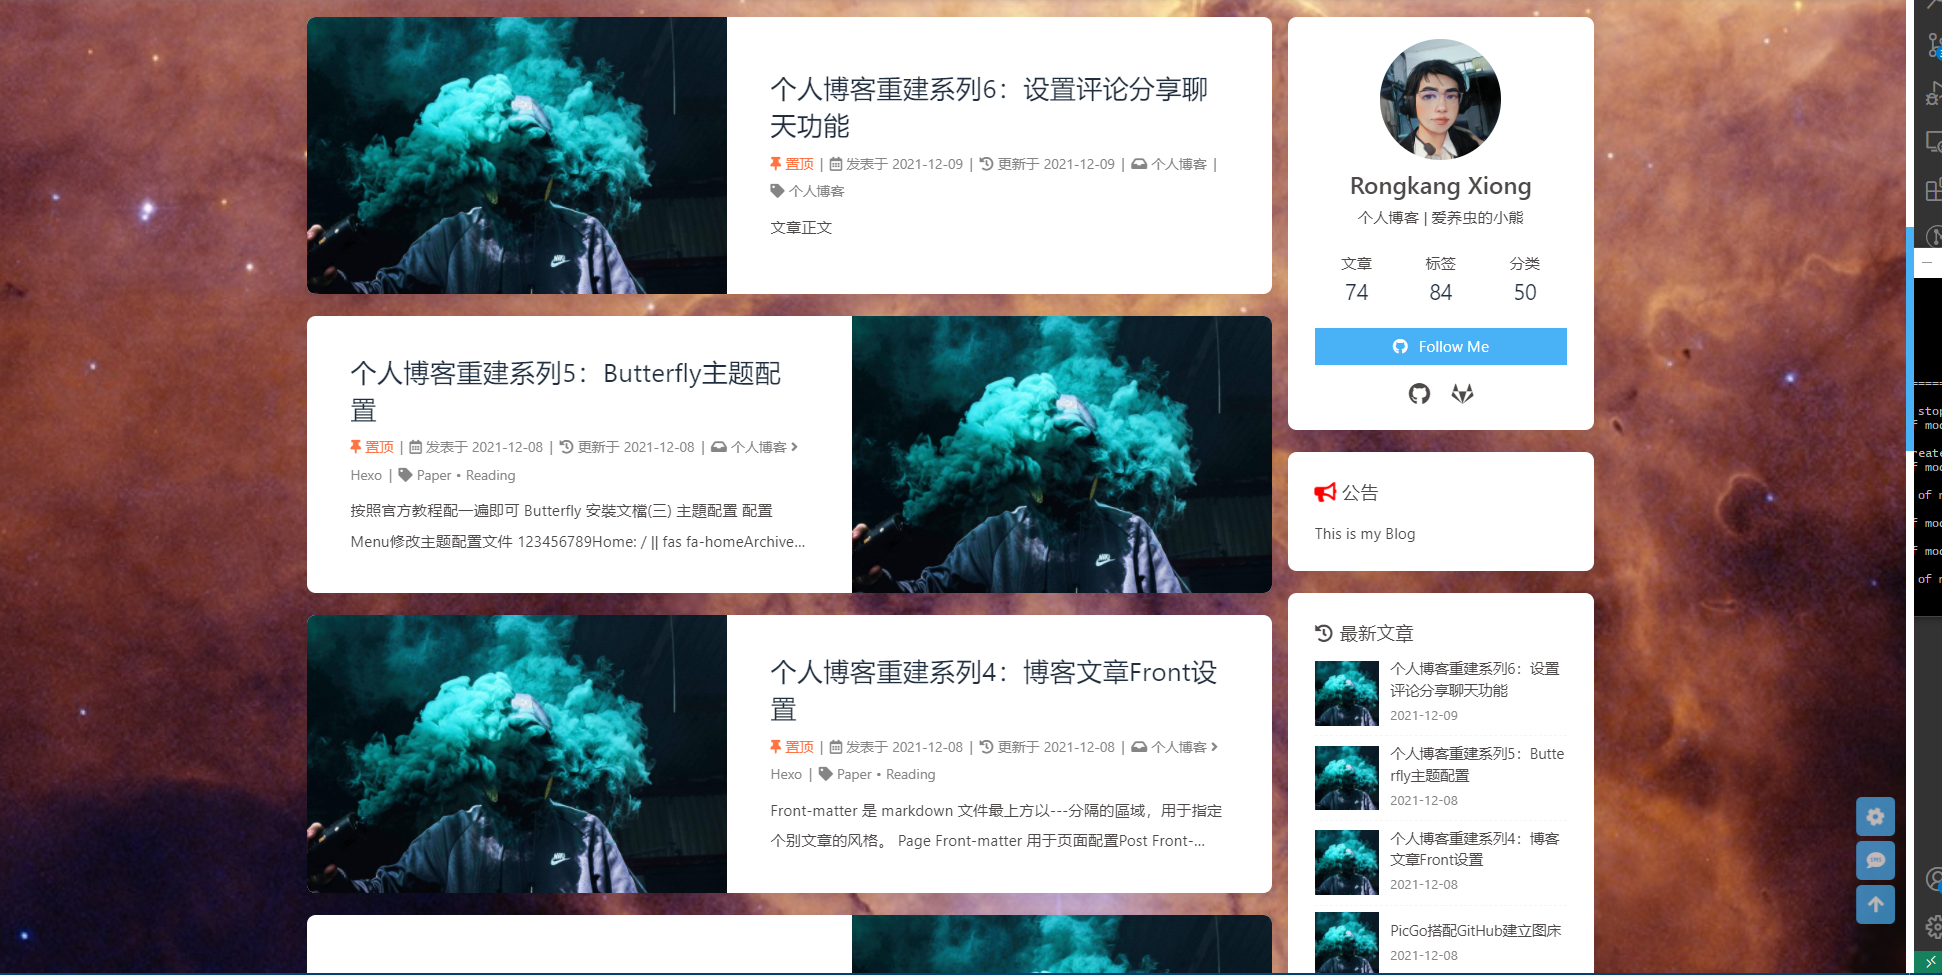 个人博客重建系列6：设置评论分享聊
天功能
置顶 | 发表于 2021-12-09 | 更新于 2021-12-09 | 个人博客 |
个人博客
文章正文
个人博客重建系列5：Butterfly主题配
置
置顶 | 发表于 2021-12-08 | 更新于 2021-12-08 | 个人博客
Hexo | Paper • Reading
按照官方教程配一遍即可 Butterfly 安裝文檔(三) 主題配置 配置
Menu修改主题配置文件 123456789Home: / || fas fa-homeArchive...
个人博客重建系列4：博客文章Front设
置
置顶 | 发表于 2021-12-08 | 更新于 2021-12-08 | 个人博客
Hexo | Paper • Reading
Front-matter 是 markdown 文件最上方以---分隔的區域，用于指定
个别文章的风格。 Page Front-matter 用于页面配置Post Front-...
Rongkang Xiong
个人博客 | 爱养虫的小熊
文章 标签 分类
74 84 50
Follow Me
公告
This is my Blog
最新文章
个人博客重建系列6：设置
评论分享聊天功能
2021-12-09
个人博客重建系列5：Butte
rfly主题配置
2021-12-08
个人博客重建系列4：博客
文章Front设置
2021-12-08
PicGo搭配GitHub建立图床
2021-12-08